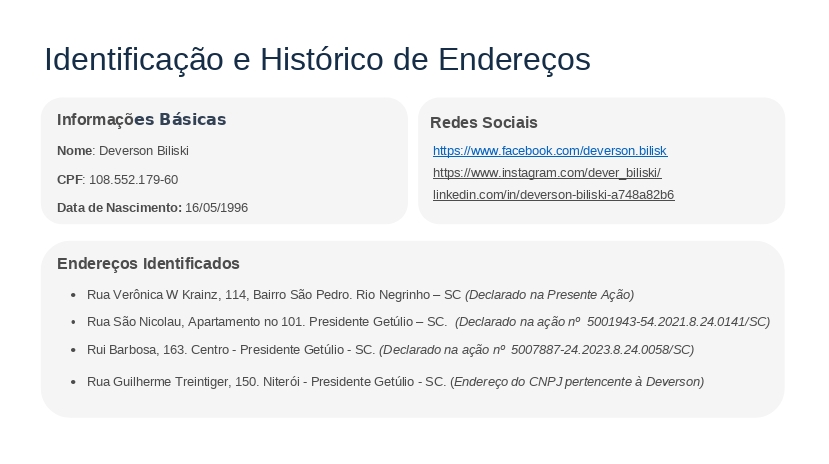 Identificação e Histórico de Endereços
Informações Básicas
Nome: Deverson Biliski
CPF: 108.552.179-60
Data de Nascimento: 16/05/1996
Redes Sociais
https://www.facebook.com/deverson.bilisk
https://www.instagram.com/dever_biliski/
linkedin.com/in/deverson-biliski-a748a82b6
Endereços Identificados
• Rua Verônica W Krainz, 114, Bairro São Pedro. Rio Negrinho – SC (Declarado na Presente Ação)
• Rua São Nicolau, Apartamento no 101. Presidente Getúlio – SC. (Declarado na ação nº 5001943-54.2021.8.24.0141/SC)
• Rui Barbosa, 163. Centro - Presidente Getúlio - SC. (Declarado na ação nº 5007887-24.2023.8.24.0058/SC)
• Rua Guilherme Treintiger, 150. Niterói - Presidente Getúlio - SC. (Endereço do CNPJ pertencente à Deverson)